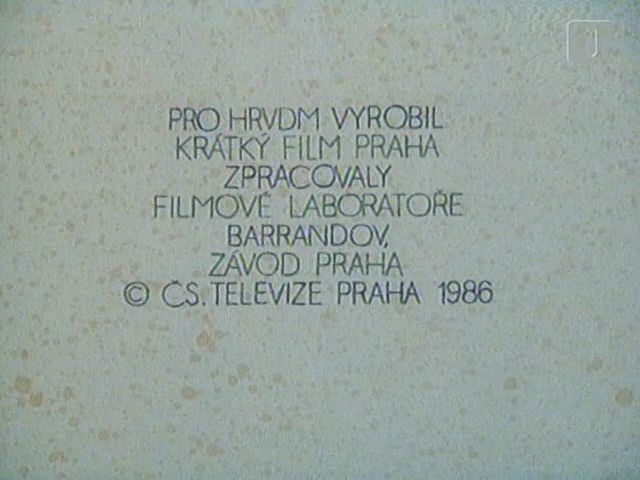 PRO HRVDM VYROBIL
KRÁTKÝ FILM PRAHA
ZPRACOVALY
FILMOVÉ LABORATOŘE
BARRANDOV,
ZÁVOD PRAHA
© ČS. TELEVIZE PRAHA 1986